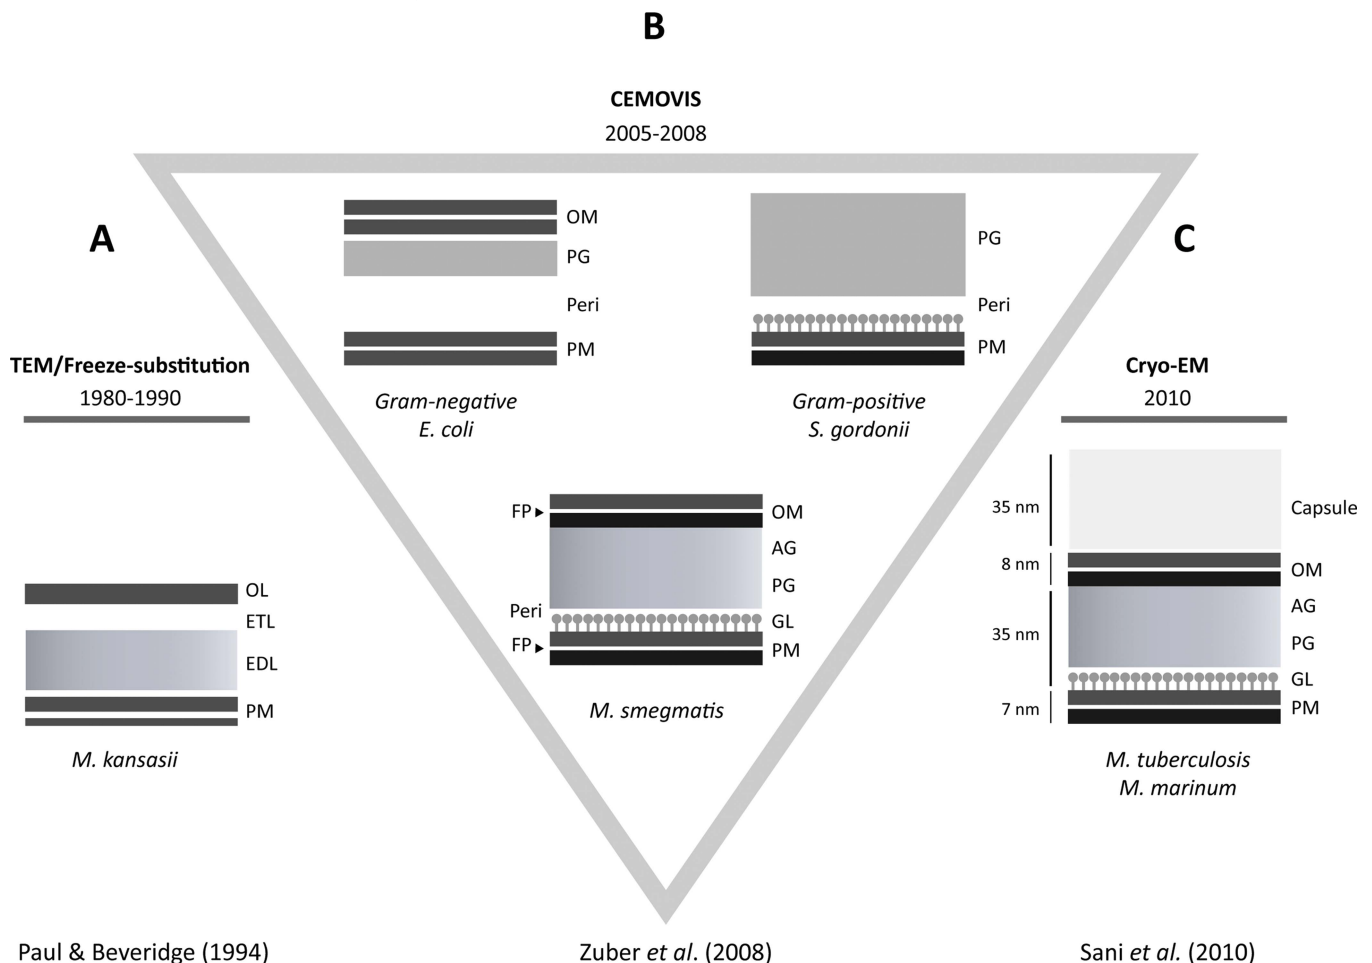 B
CEMOVIS
2005-2008
A
OM
PG
Peri
PM
Gram-negative
E. coli
PG
Peri
PM
Gram-positive
S. gordonii
C
TEM/Freeze-substitution
1980-1990
Cryo-EM
2010
OL
ETL
EDL
PM
M. kansasii
FP
OM
AG
PG
Peri
GL
FP
PM
M. smegmatis
35 nm
Capsule
8 nm
OM
35 nm
AG
PG
GL
7 nm
PM
M. tuberculosis
M. marinum
Paul & Beveridge (1994)
Zuber et al. (2008)
Sani et al. (2010)